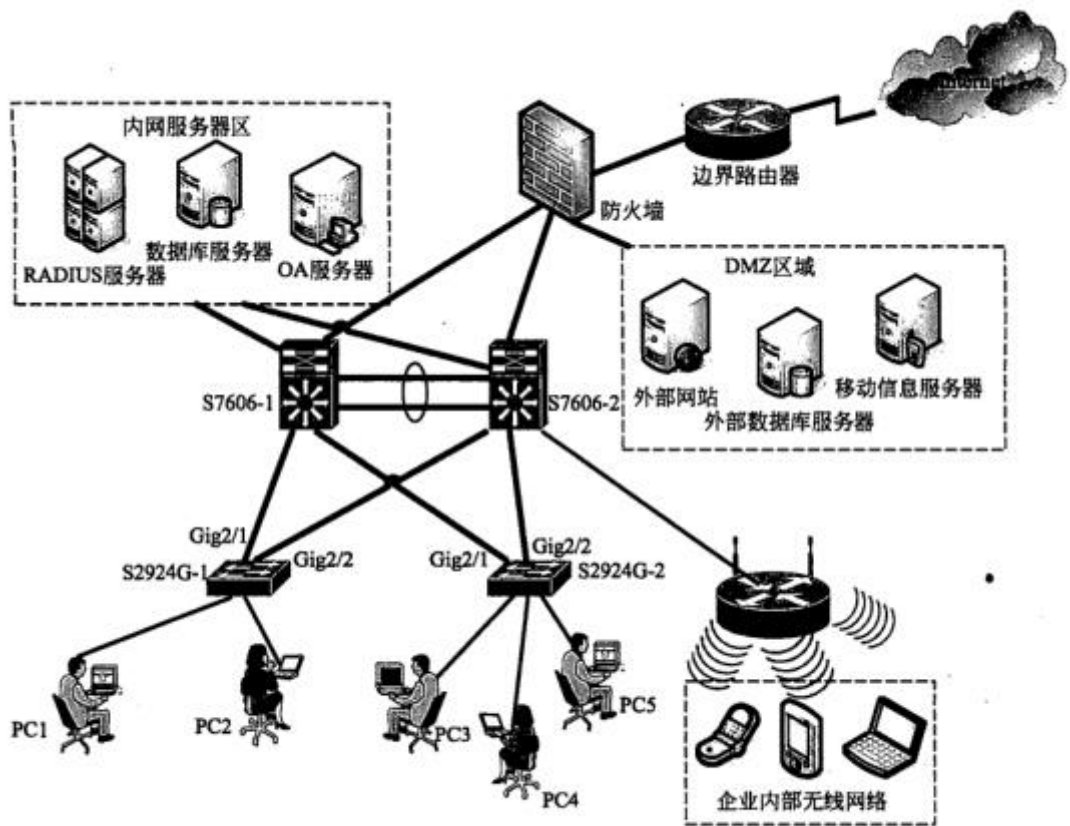 Internet
内网服务器区
边界路由器
防火墙
数据库服务器
RADIUS服务器
OA服务器
DMZ区域
S7606-1
S7606-2
外部网站
移动信息服务器
外部数据库服务器
Gig2/1
Gig2/2
Gig2/1
Gig2/2
S2924G-1
S2924G-2
PC1
PC2
PC3
PC4
PC5
企业内部无线网络